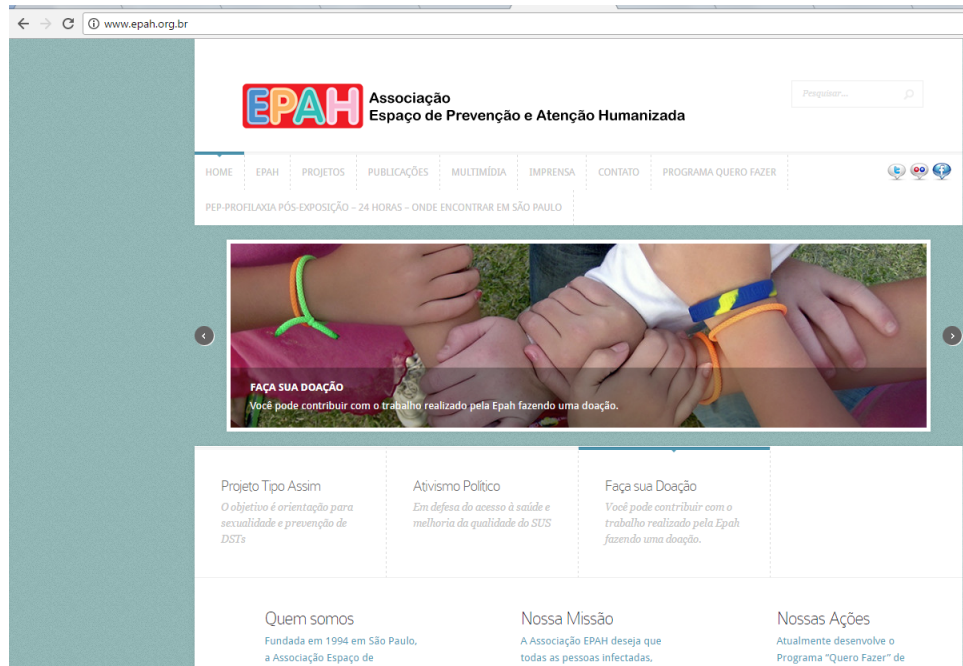 www.epah.org.br
EPAH
Associação
Espaço de Prevenção e Atenção Humanizada
Pesquisar...
HOME EPAH PROJETOS PUBLICAÇÕES MULTIMÍDIA IMPRENSA CONTATO PROGRAMA QUERO FAZER
PEP-PROFILAXIA PÓS-EXPOSIÇÃO – 24 HORAS – ONDE ENCONTRAR EM SÃO PAULO
FAÇA SUA DOAÇÃO
Você pode contribuir com o trabalho realizado pela Epah fazendo uma doação.
Projeto Tipo Assim
O objetivo é orientação para
sexualidade e prevenção de
DSTs
Ativismo Político
Em defesa do acesso à saúde e
melhoria da qualidade do SUS
Faça sua Doação
Você pode contribuir com o
trabalho realizado pela Epah
fazendo uma doação.
Quem somos
Fundada em 1994 em São Paulo,
a Associação Espaço de
Nossa Missão
A Associação EPAH deseja que
todas as pessoas infectadas,
Nossas Ações
Atualmente desenvolve o
Programa "Quero Fazer" de